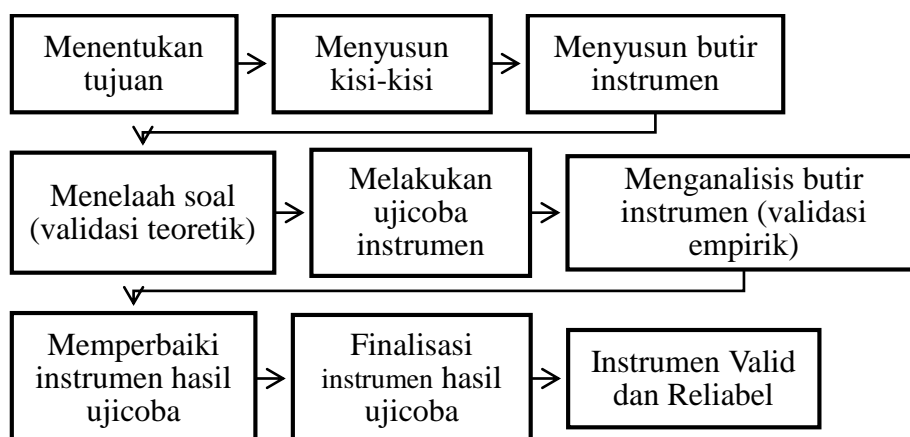 Menentukan
tujuan
Menyusun
kisi-kisi
Menyusun butir
instrumen
Menelaah soal
(validasi teoretik)
Melakukan
ujicoba
instrumen
Menganalisis butir
instrumen (validasi
empirik)
Memperbaiki
instrumen hasil
ujicoba
Finalisasi
instrumen hasil
ujicoba
Instrumen Valid
dan Reliabel